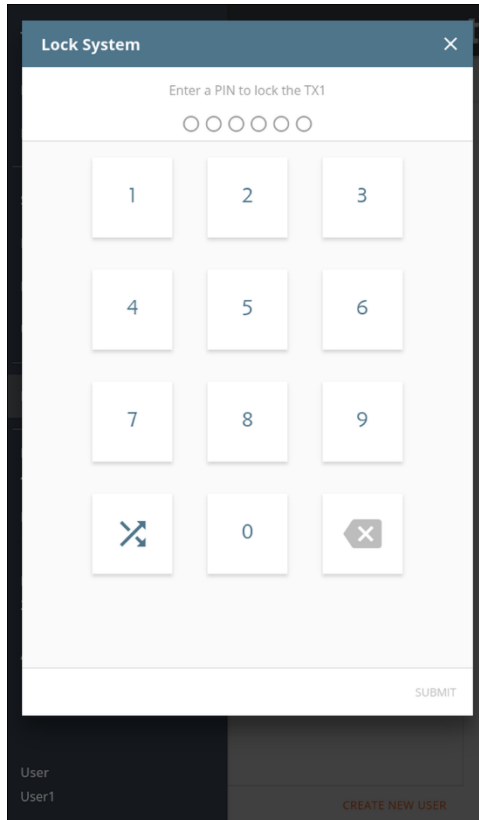 Lock System
Enter a PIN to lock the TX1
1 2 3
4 5 6
7 8 9
0
SUBMIT
User
User1
CREATE NEW USER